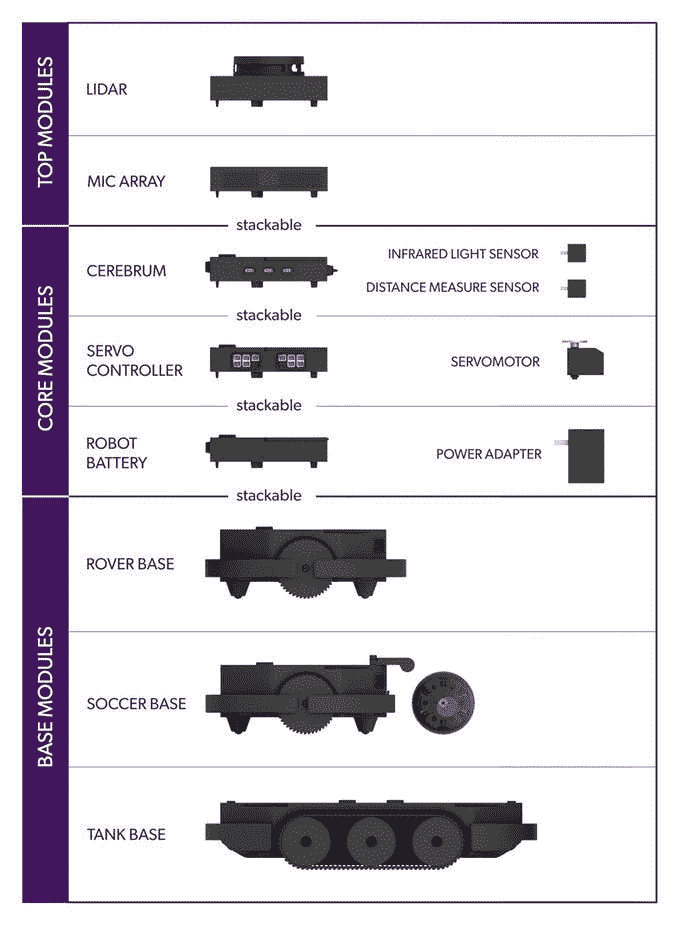 TOP MODULES
LIDAR
MIC ARRAY
stackable
CORE MODULES
CEREBRUM
INFRARED LIGHT SENSOR
DISTANCE MEASURE SENSOR
stackable
SERVO
CONTROLLER
SERVOMOTOR
stackable
ROBOT
BATTERY
POWER ADAPTER
stackable
BASE MODULES
ROVER BASE
SOCCER BASE
TANK BASE